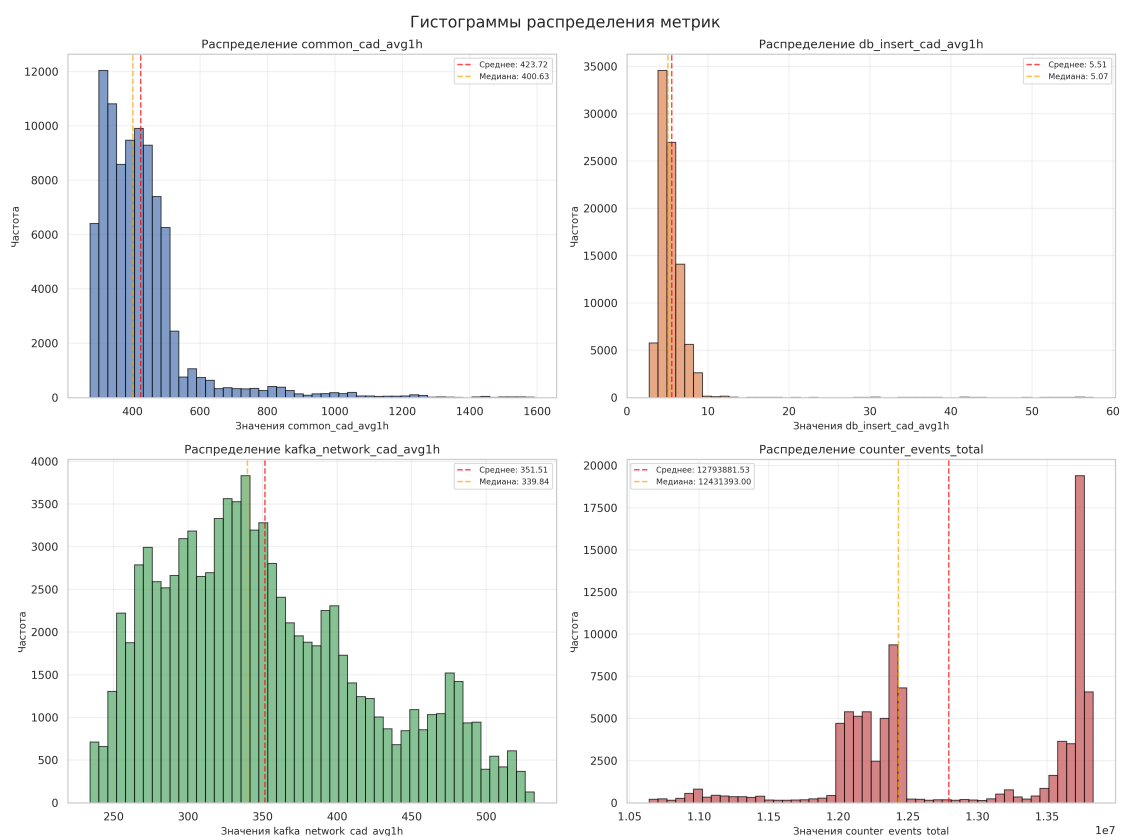 Гистограммы распределения метрик
Распределение common_cad_avg1h
Среднее: 423.72
Медиана: 400.63
12000
10000
8000
6000
4000
2000
0
Частота
400
600
800
1000
1200
1400
1600
Значения common_cad_avg1h
Распределение db_insert_cad_avg1h
Среднее: 5.51
Медиана: 5.07
35000
30000
25000
20000
15000
10000
5000
0
Частота
0
10
20
30
40
50
60
Значения db_insert_cad_avg1h
Распределение kafka_network_cad_avg1h
Среднее: 351.51
Медиана: 339.84
4000
3500
3000
2500
2000
1500
1000
500
0
Частота
250
300
350
400
450
500
Значения kafka_network_cad_avg1h
Распределение counter_events_total
Среднее: 12793881.53
Медиана: 12431393.00
20000
17500
15000
12500
10000
7500
5000
2500
0
Частота
1.05
1.10
1.15
1.20
1.25
1.30
1.35
1e7
Значения counter_events_total